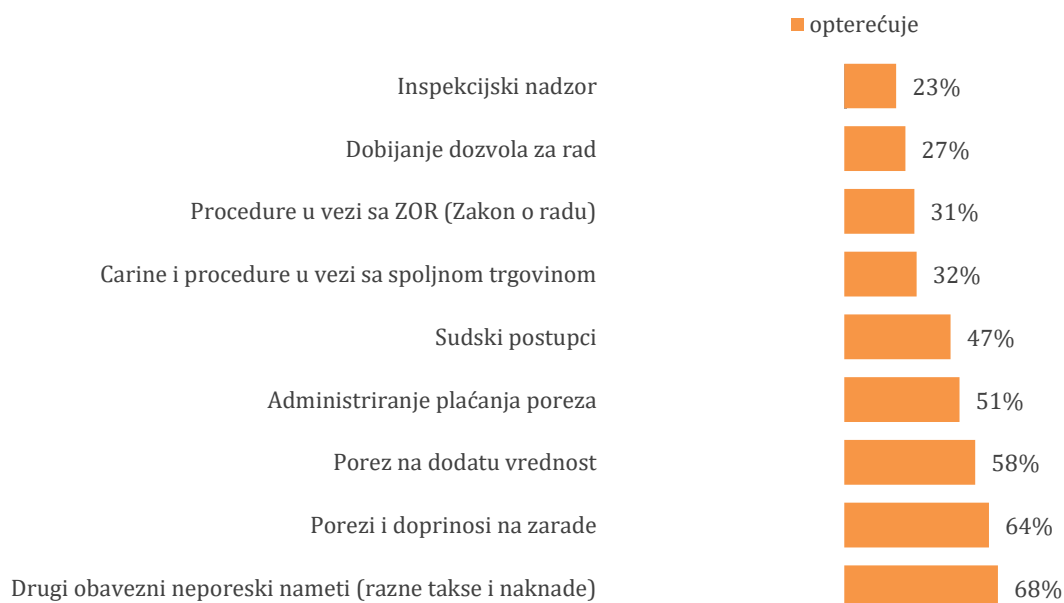 opterećuje
Inspekcijski nadzor 23%
Dobijanje dozvola za rad 27%
Procedure u vezi sa ZOR (Zakon o radu) 31%
Carine i procedure u vezi sa spoljnom trgovinom 32%
Sudski postupci 47%
Administriranje plaćanja poreza 51%
Porez na dodatu vrednost 58%
Porezi i doprinosi na zarade 64%
Drugi obavezni neporeski nameti (razne takse i naknade) 68%